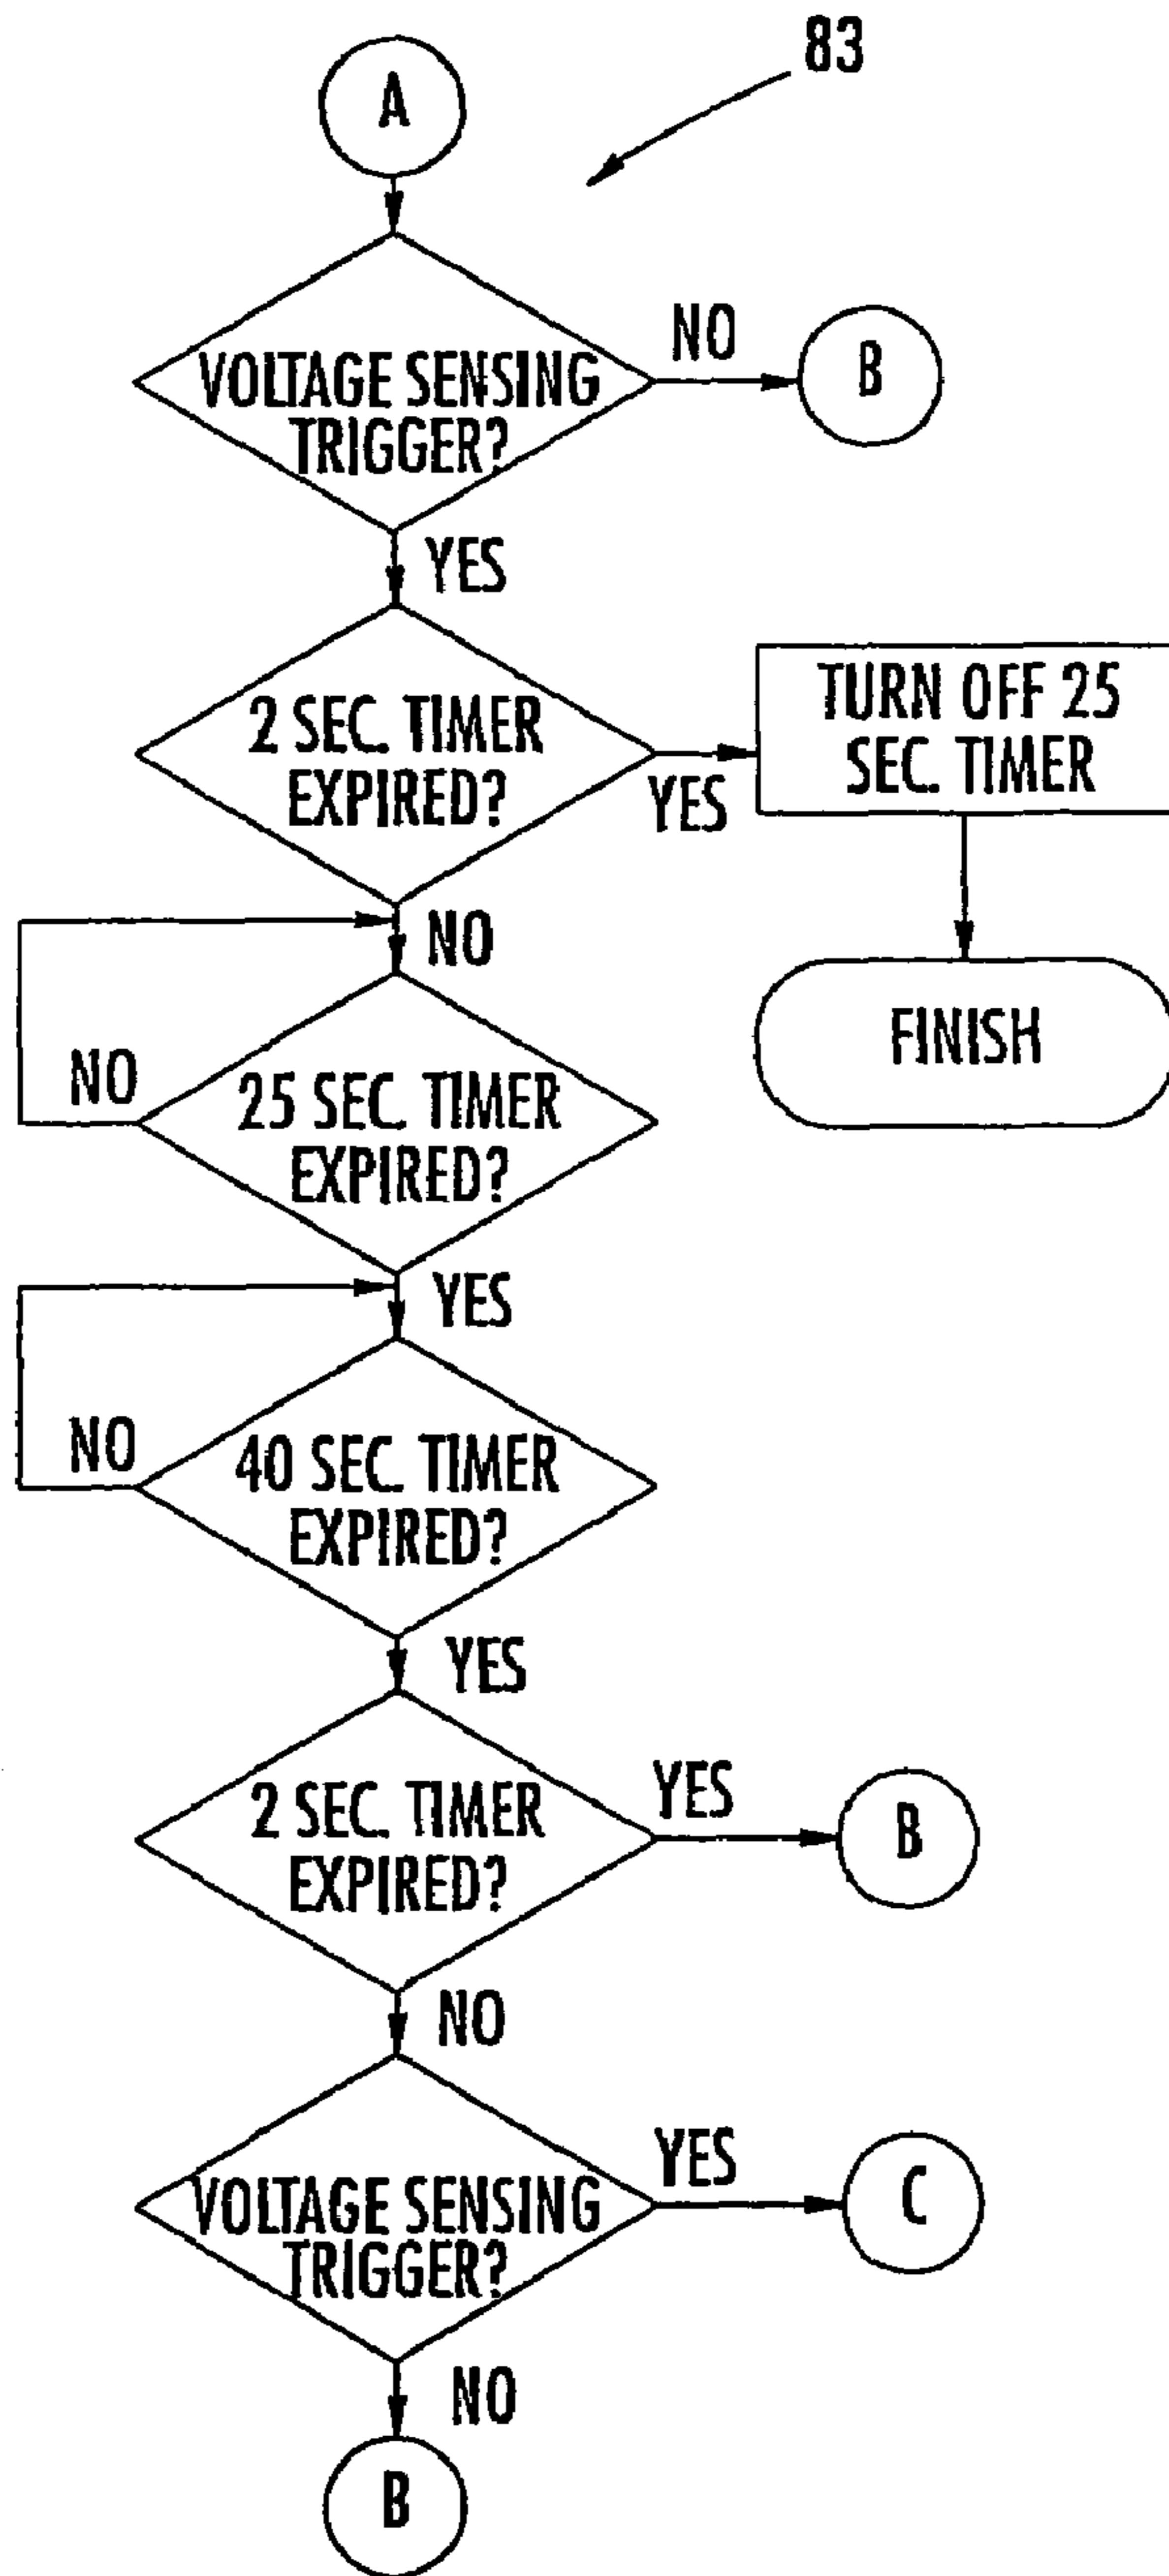 83
A
VOLTAGE SENSING
TRIGGER?
NO
B
YES
2 SEC. TIMER
EXPIRED?
YES
TURN OFF 25
SEC. TIMER
NO
FINISH
NO
25 SEC. TIMER
EXPIRED?
YES
NO
40 SEC. TIMER
EXPIRED?
YES
2 SEC. TIMER
EXPIRED?
YES
B
NO
VOLTAGE SENSING
TRIGGER?
YES
C
NO
B